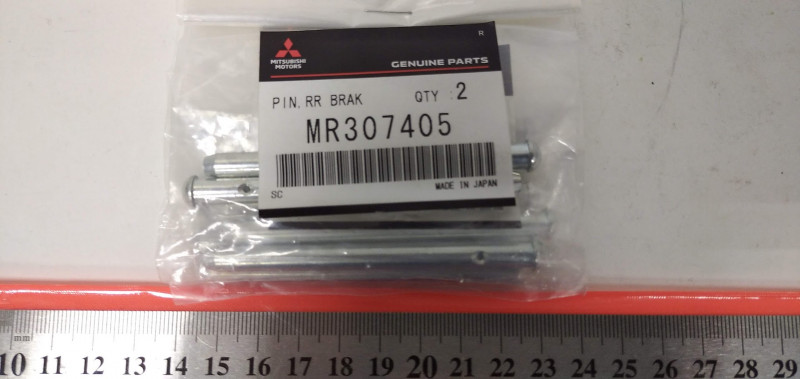 R
MITSUBISHI
MOTORS
GENUINE PARTS
PIN, RR BRAK QTY : 2
MR307405
SC MADE IN JAPAN
mm
10 11 12 13 14 15 16 17 18 19 20 21 22 23 24 25 26 27 28 29